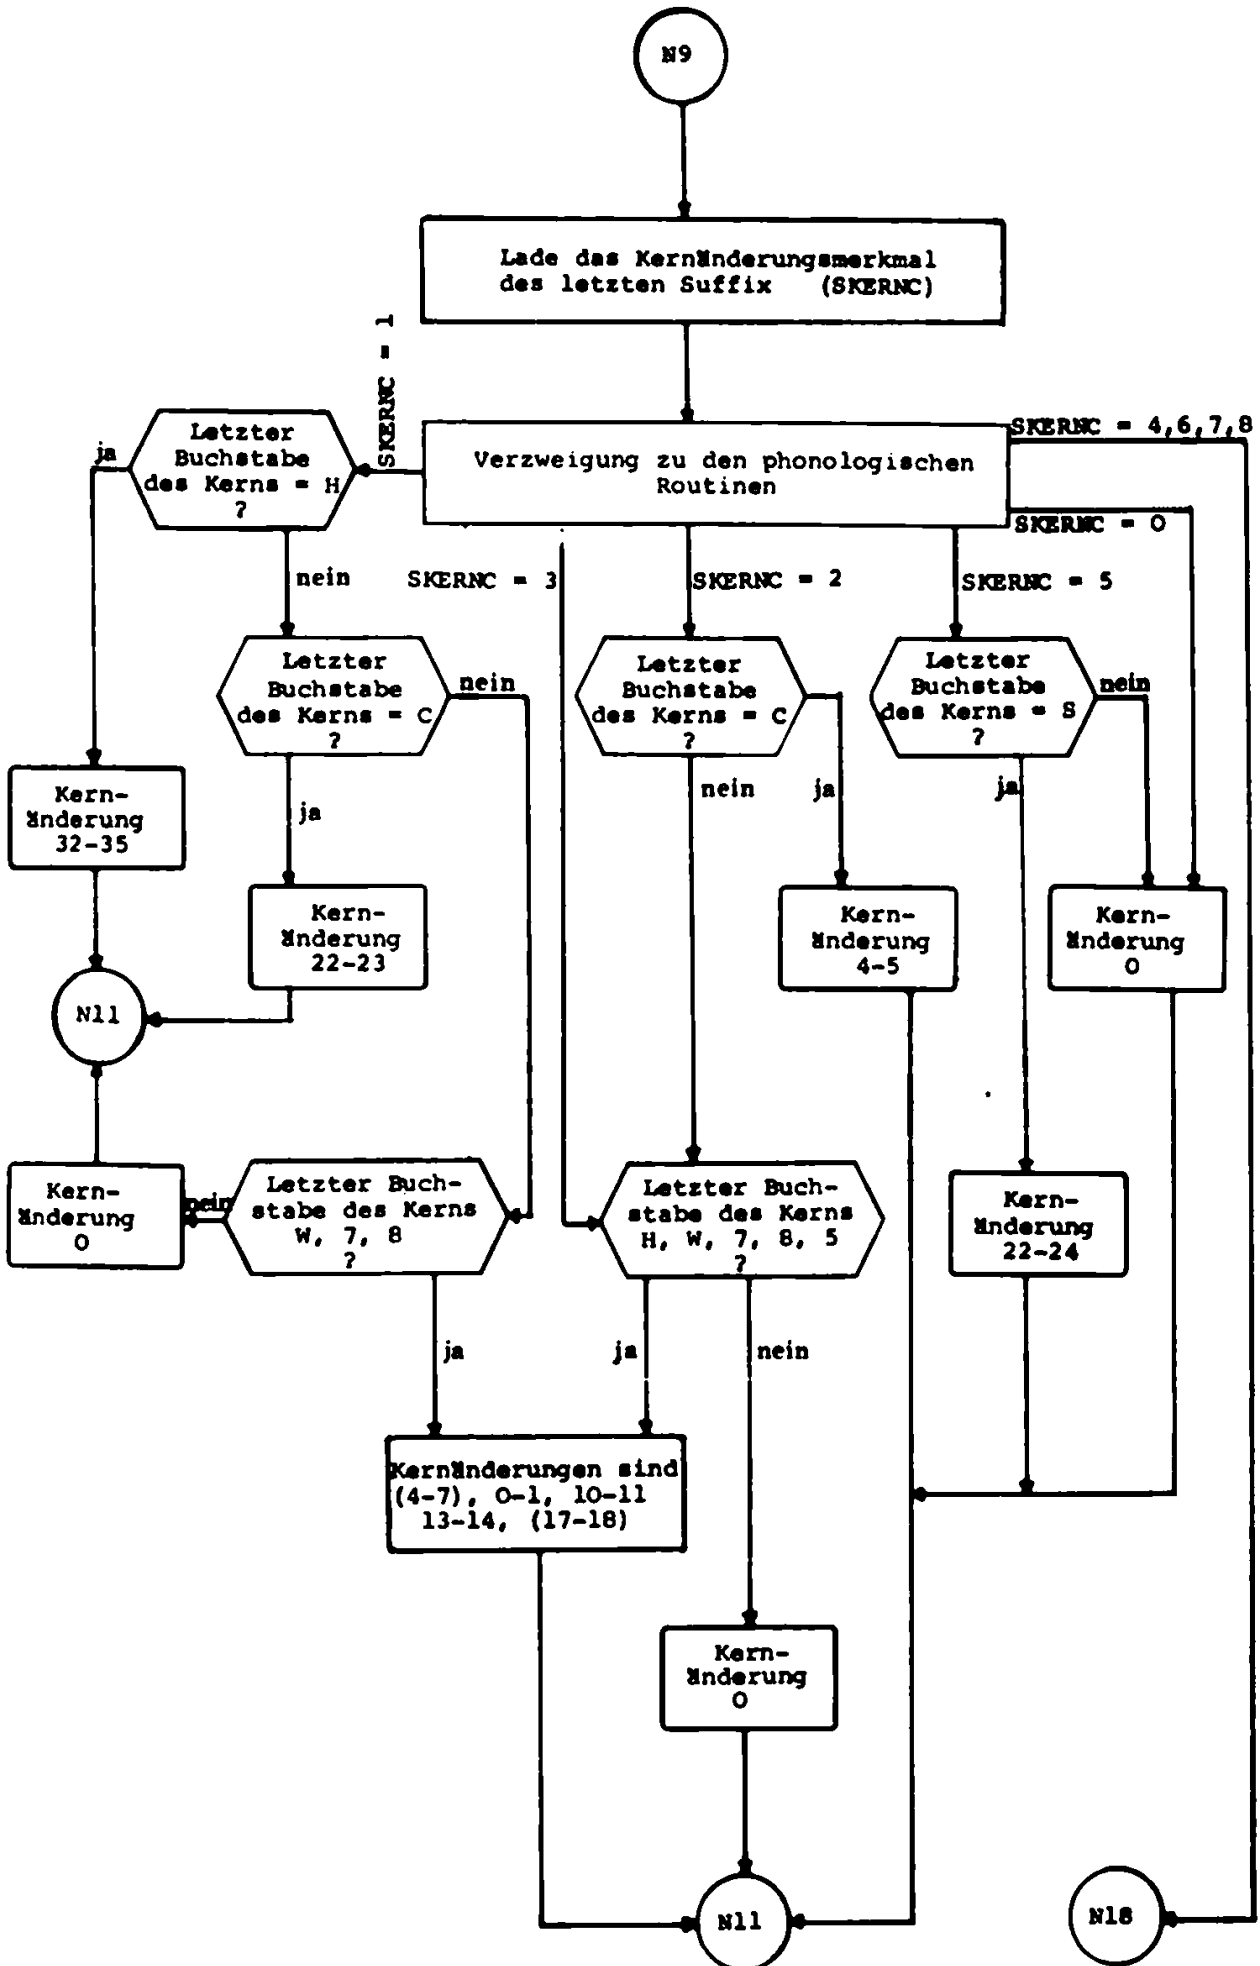 N9
Lade das Kernänderungsmerkmal
des letzten Suffix (SKERNC)
SKERNC = 1
Verzweigung zu den phonologischen
Routinen
SKERNC = 4,6,7,8
SKERNC = 0
ja
Letzter
Buchstabe
des Kerns = H
?
nein
SKERNC = 3
SKERNC = 2
SKERNC = 5
Letzter
Buchstabe
des Kerns = C
?
nein
Letzter
Buchstabe
des Kerns = C
?
Letzter
Buchstabe
des Kerns = S
?
nein
Kern-
änderung
32-35
ja
nein
ja
ja
Kern-
änderung
22-23
Kern-
änderung
4-5
Kern-
änderung
0
N11
Kern-
änderung
0
nein
Letzter Buch-
stabe des Kerns
W, 7, 8
?
Letzter Buch-
stabe des Kerns
H, W, 7, 8, 5
?
Kern-
änderung
22-24
ja
ja
nein
Kernänderungen sind
(4-7), 0-1, 10-11
13-14, (17-18)
Kern-
änderung
0
N11
N18